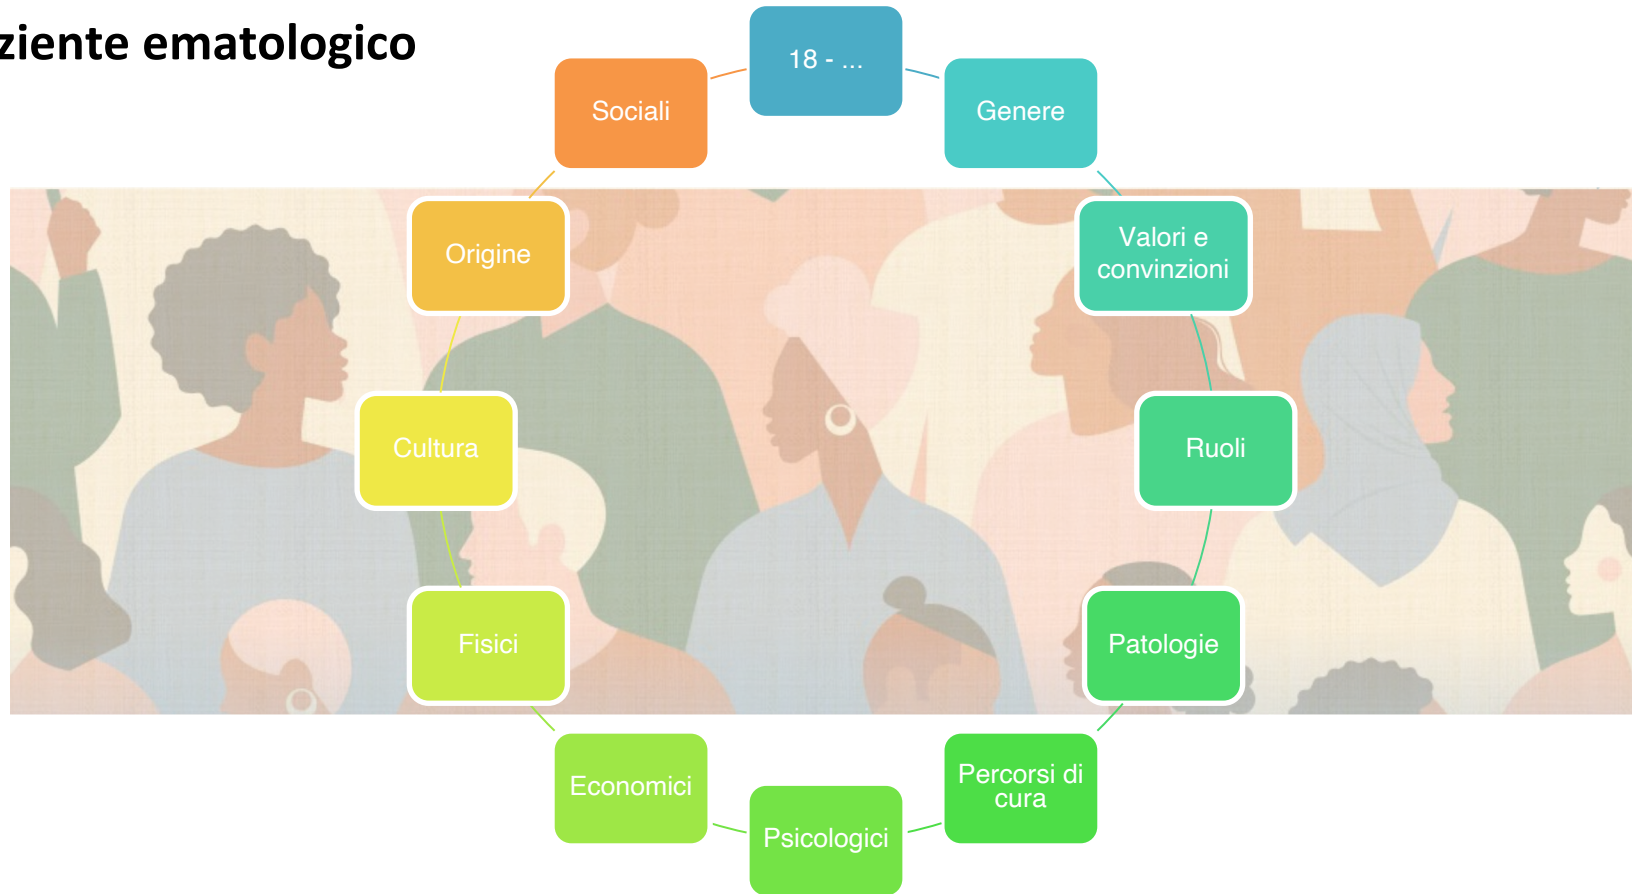 ziente ematologico
18 - ...
Sociali
Genere
Origine
Valori e
convinzioni
Cultura
Ruoli
Fisici
Patologie
Economici
Percorsi di
cura
Psicologici